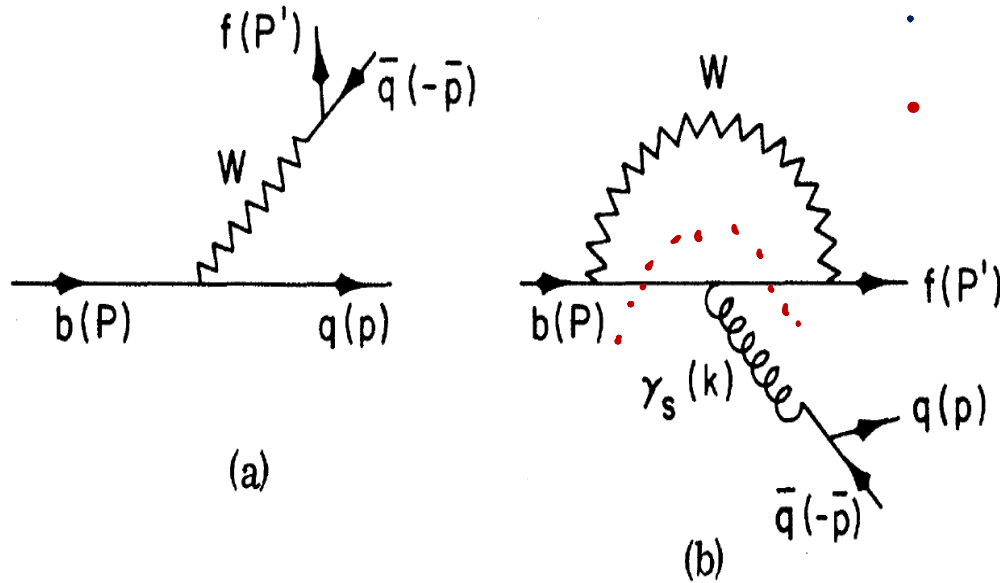 f(P')
q̄(-p̄)
W
b(P)
q(p)
(a)
W
b(P)
f(P')
γₛ(k)
q(p)
q̄(-p̄)
(b)